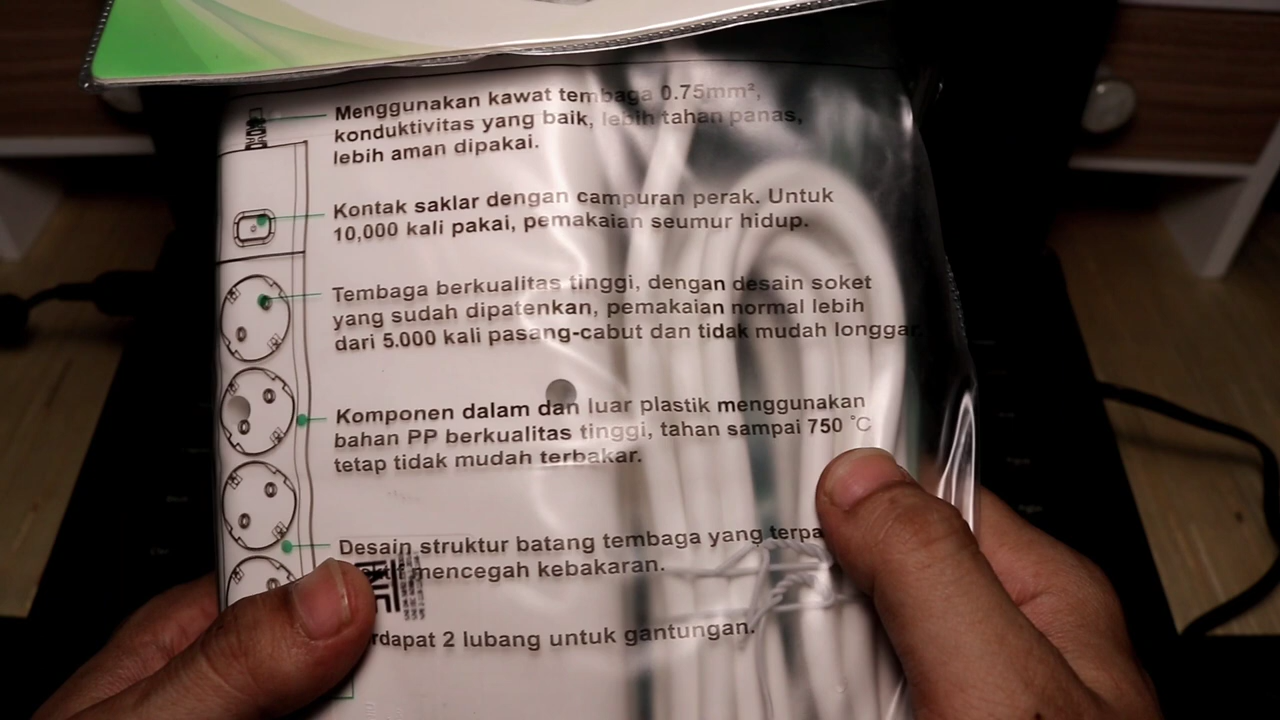 Menggunakan kawat tembaga 0.75mm²,
konduktivitas yang baik, lebih tahan panas,
lebih aman dipakai.
Kontak saklar dengan campuran perak. Untuk
10,000 kali pakai, pemakaian seumur hidup.
Tembaga berkualitas tinggi, dengan desain soket
yang sudah dipatenkan, pemakaian normal lebih
dari 5.000 kali pasang-cabut dan tidak mudah longgar
Komponen dalam dan luar plastik menggunakan
bahan PP berkualitas tinggi, tahan sampai 750 °C
tetap tidak mudah terbakar.
Desain struktur batang tembaga yang
mencegah kebakaran.
2 lubang untuk gantungan.